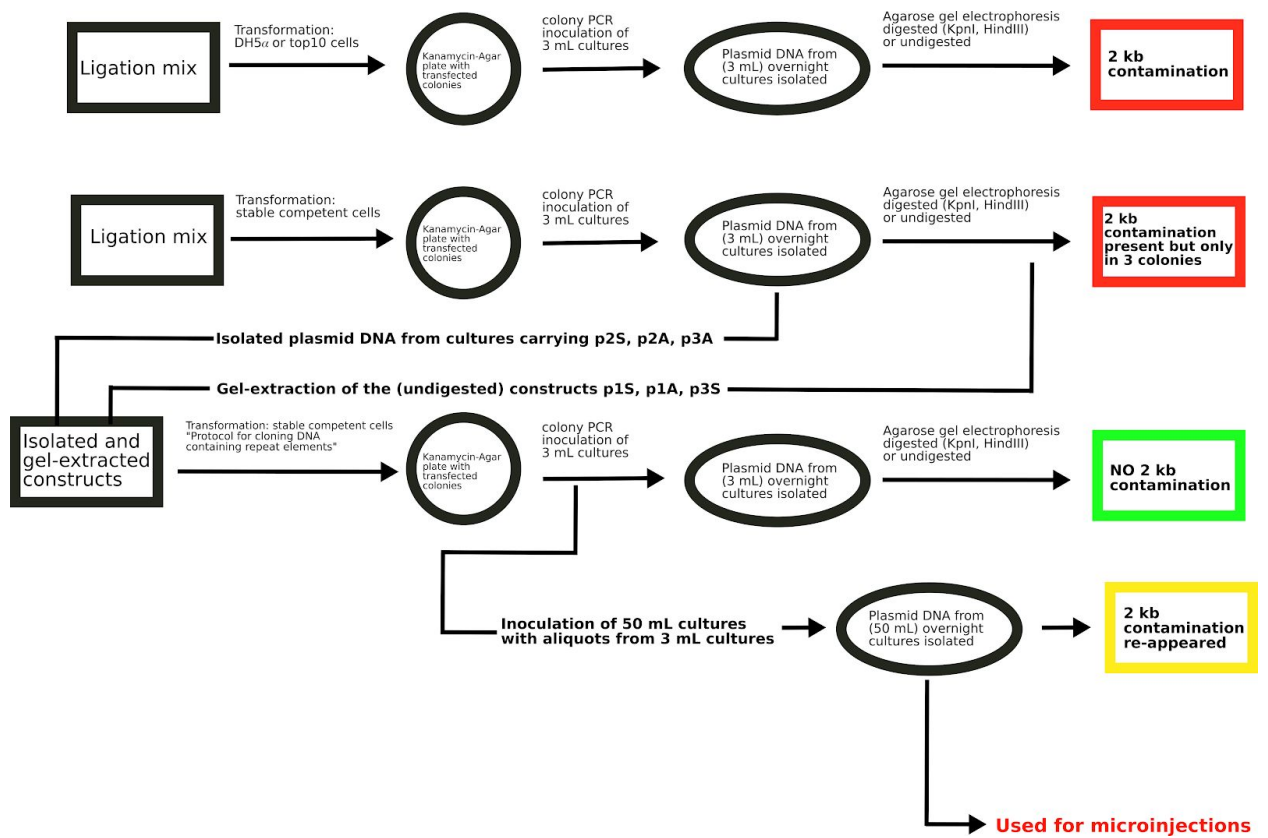 Ligation mix
Transformation:
DH5α or top10 cells
Kanamycin-Agar
plate with
transfected
colonies
colony PCR
inoculation of
3 mL cultures
Plasmid DNA from
(3 mL) overnight
cultures isolated
Agarose gel electrophoresis
digested (KpnI, HindIII)
or undigested
2 kb
contamination
Ligation mix
Transformation:
stable competent cells
Kanamycin-Agar
plate with
transfected
colonies
colony PCR
inoculation of
3 mL cultures
Plasmid DNA from
(3 mL) overnight
cultures isolated
Agarose gel electrophoresis
digested (KpnI, HindIII)
or undigested
2 kb
contamination
present but only
in 3 colonies
Isolated plasmid DNA from cultures carrying p2S, p2A, p3A
Gel-extraction of the (undigested) constructs p1S, p1A, p3S
Isolated and
gel-extracted
constructs
Transformation: stable competent cells
"Protocol for cloning DNA
containing repeat elements"
Kanamycin-Agar
plate with
transfected
colonies
colony PCR
inoculation of
3 mL cultures
Plasmid DNA from
(3 mL) overnight
cultures isolated
Agarose gel electrophoresis
digested (KpnI, HindIII)
or undigested
NO 2 kb
contamination
Inoculation of 50 mL cultures
with aliquots from 3 mL cultures
Plasmid DNA from
(50 mL) overnight
cultures isolated
2 kb
contamination
re-appeared
Used for microinjections